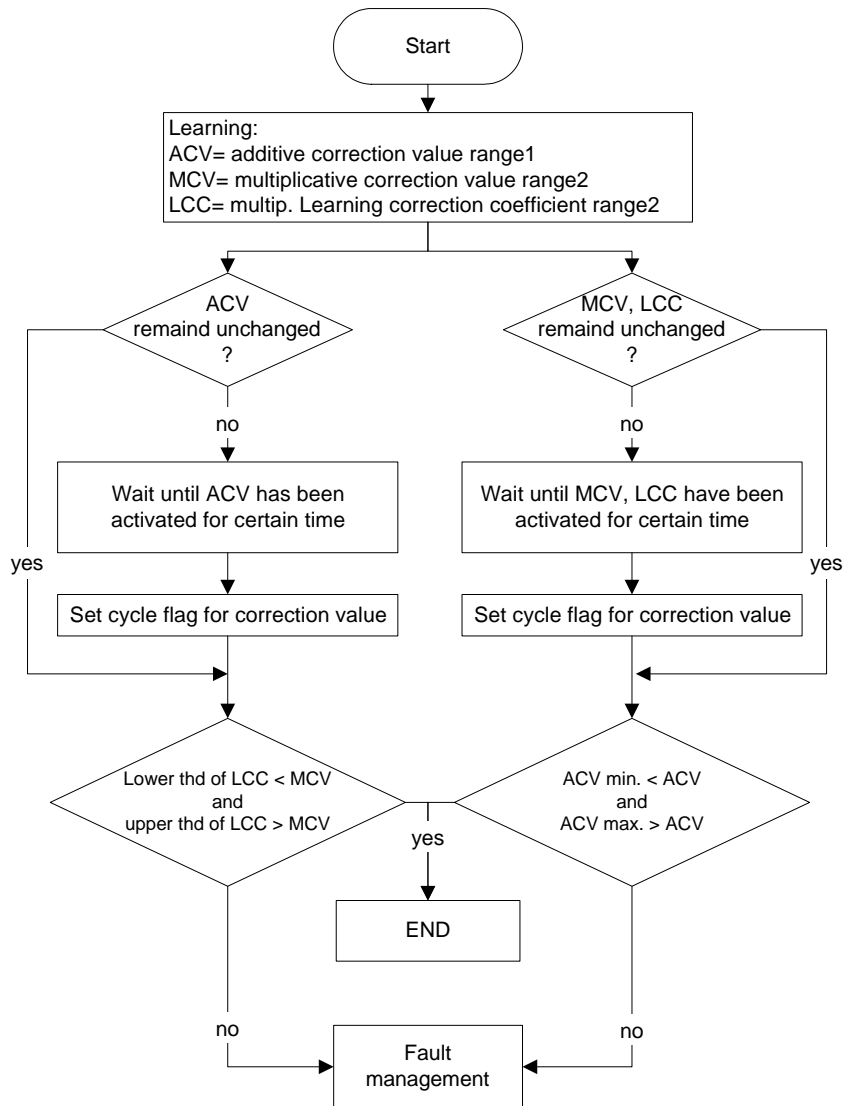 Start
Learning:
ACV= additive correction value range1
MCV= multiplicative correction value range2
LCC= multip. Learning correction coefficient range2
ACV
remaind unchanged
?
MCV, LCC
remaind unchanged
?
no
no
Wait until ACV has been
activated for certain time
Wait until MCV, LCC have been
activated for certain time
yes
yes
Set cycle flag for correction value
Set cycle flag for correction value
Lower thd of LCC < MCV
and
upper thd of LCC > MCV
ACV min. < ACV
and
ACV max. > ACV
yes
END
no
no
Fault
management